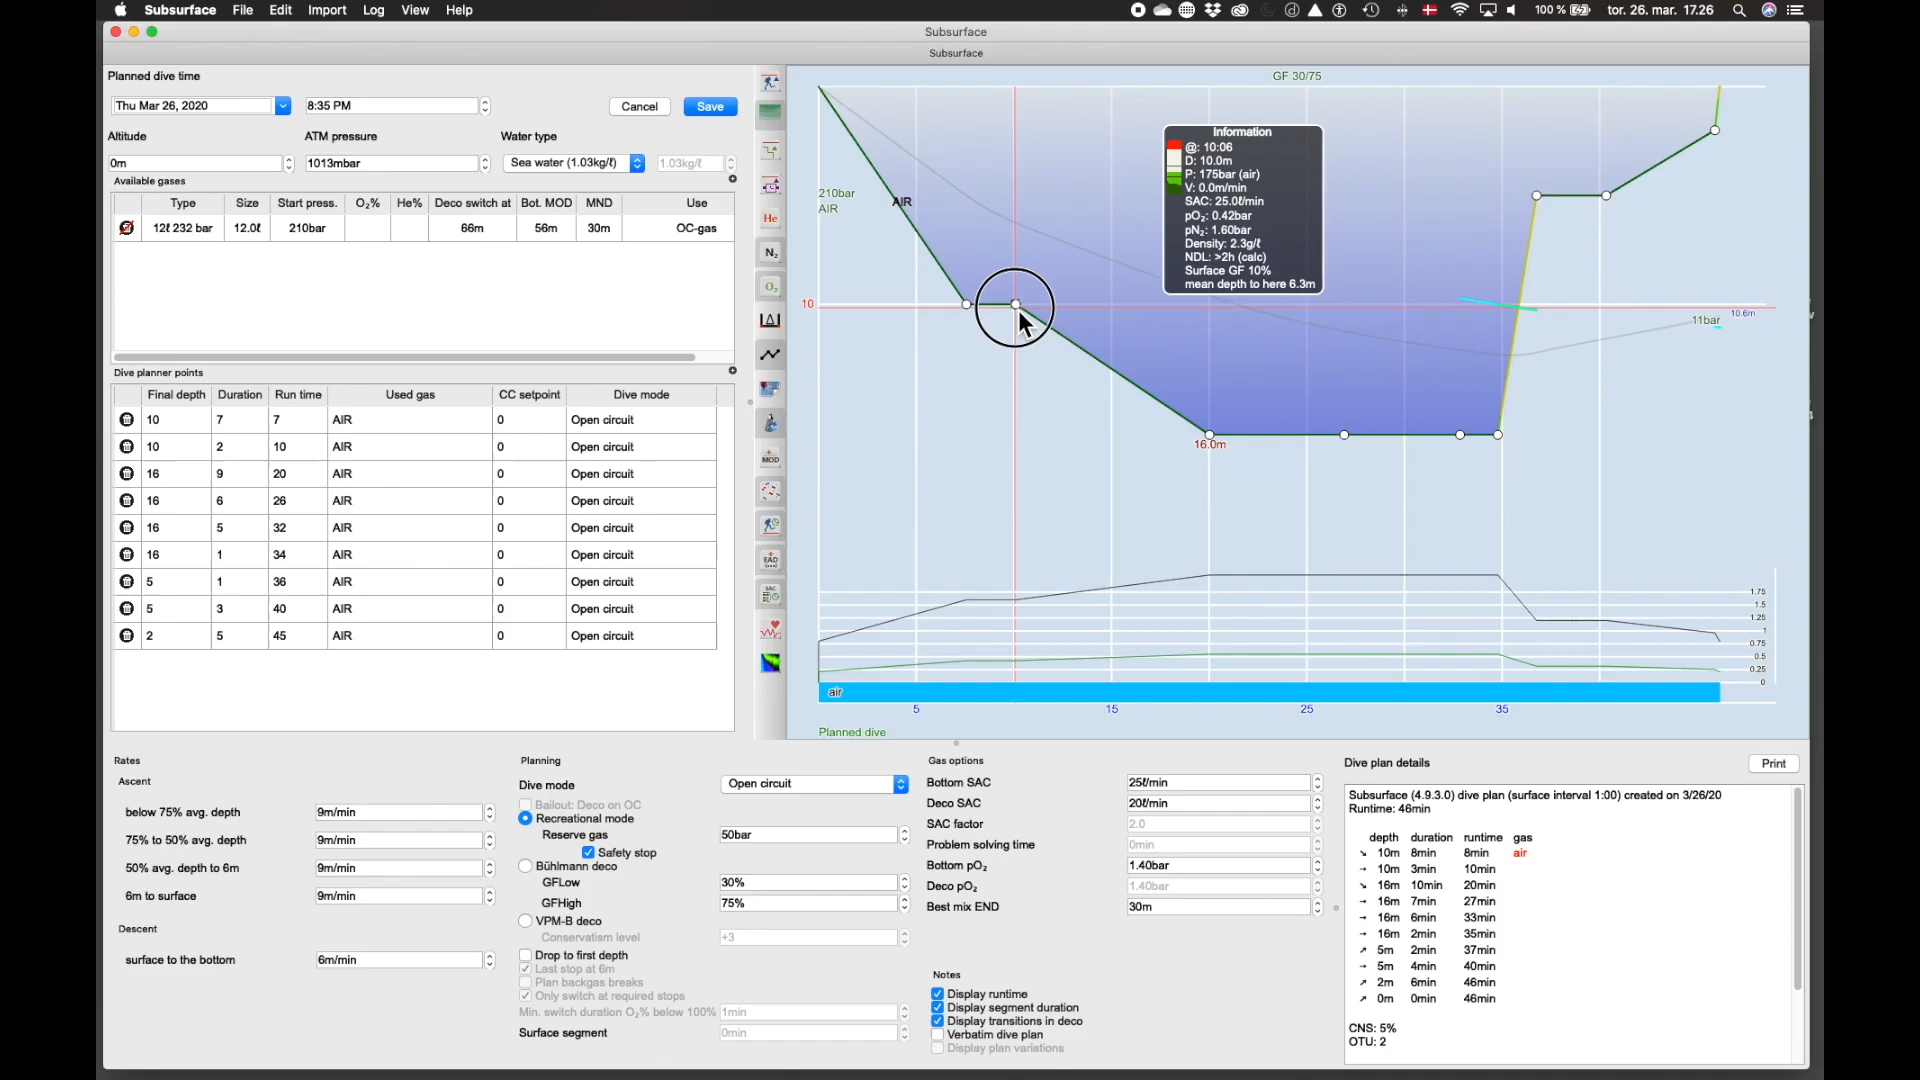 Subsurface File Edit Import Log View Help
100 % tor. 26. mar. 17.26
Subsurface
Subsurface
Planned dive time
Thu Mar 26, 2020 8:35 PM Cancel Save
Altitude ATM pressure Water type
0m 1013mbar Sea water (1.03kg/ℓ) 1.03kg/ℓ
Available gases
Type Size Start press. O₂% He% Deco switch at Bot. MOD MND Use
12ℓ 232 bar 12.0ℓ 210bar 66m 56m 30m OC-gas
Dive planner points
Final depth Duration Run time Used gas CC setpoint Dive mode
10 7 7 AIR 0 Open circuit
10 2 10 AIR 0 Open circuit
16 9 20 AIR 0 Open circuit
16 6 26 AIR 0 Open circuit
16 5 32 AIR 0 Open circuit
16 1 34 AIR 0 Open circuit
5 1 36 AIR 0 Open circuit
5 3 40 AIR 0 Open circuit
2 5 45 AIR 0 Open circuit
He
N₂
O₂
MOD
EAD
SAC
GF 30/75
210bar
AIR
AIR
Information
@: 10:06
D: 10.0m
P: 175bar (air)
V: 0.0m/min
SAC: 25.0ℓ/min
pO₂: 0.42bar
pN₂: 1.60bar
Density: 2.3g/ℓ
NDL: >2h (calc)
Surface GF 10%
mean depth to here 6.3m
10
11bar 10.6m
16.0m
1.75
1.5
1.25
1
0.75
0.5
0.25
0
air
5 15 25 35
Planned dive
Rates
Ascent
below 75% avg. depth 9m/min
75% to 50% avg. depth 9m/min
50% avg. depth to 6m 9m/min
6m to surface 9m/min
Descent
surface to the bottom 6m/min
Planning
Dive mode Open circuit
Bailout: Deco on OC
Recreational mode
Reserve gas 50bar
Safety stop
Bühlmann deco
GFLow 30%
GFHigh 75%
VPM-B deco
Conservatism level +3
Drop to first depth
Last stop at 6m
Plan backgas breaks
Only switch at required stops
Min. switch duration O₂% below 100% 1min
Surface segment 0min
Gas options
Bottom SAC 25ℓ/min
Deco SAC 20ℓ/min
SAC factor 2.0
Problem solving time 0min
Bottom pO₂ 1.40bar
Deco pO₂ 1.40bar
Best mix END 30m
Notes
Display runtime
Display segment duration
Display transitions in deco
Verbatim dive plan
Display plan variations
Dive plan details Print
Subsurface (4.9.3.0) dive plan (surface interval 1:00) created on 3/26/20
Runtime: 46min
depth duration runtime gas
➘ 10m 8min 8min air
➙ 10m 3min 10min
➘ 16m 10min 20min
➙ 16m 7min 27min
➙ 16m 6min 33min
➙ 16m 2min 35min
➚ 5m 2min 37min
➙ 5m 4min 40min
➚ 2m 6min 46min
➚ 0m 0min 46min
CNS: 5%
OTU: 2